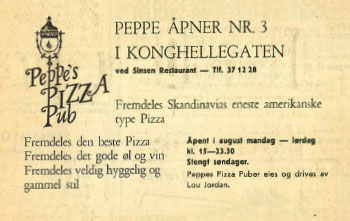 Peppe's
PIZZA
Pub
PEPPE ÅPNER NR. 3
I KONGHELLEGATEN
ved Sinsen Restaurant — Tlf. 37 12 28
Fremdeles Skandinavias eneste amerikanske
type Pizza
Fremdeles den beste Pizza
Fremdeles det gode øl og vin
Fremdeles veldig hyggelig og
gammel stil
Åpent i august mandag — lørdag
kl. 15—23.30
Stengt søndager.
Peppes Pizza Puber eies og drives av
Lou Jordan.